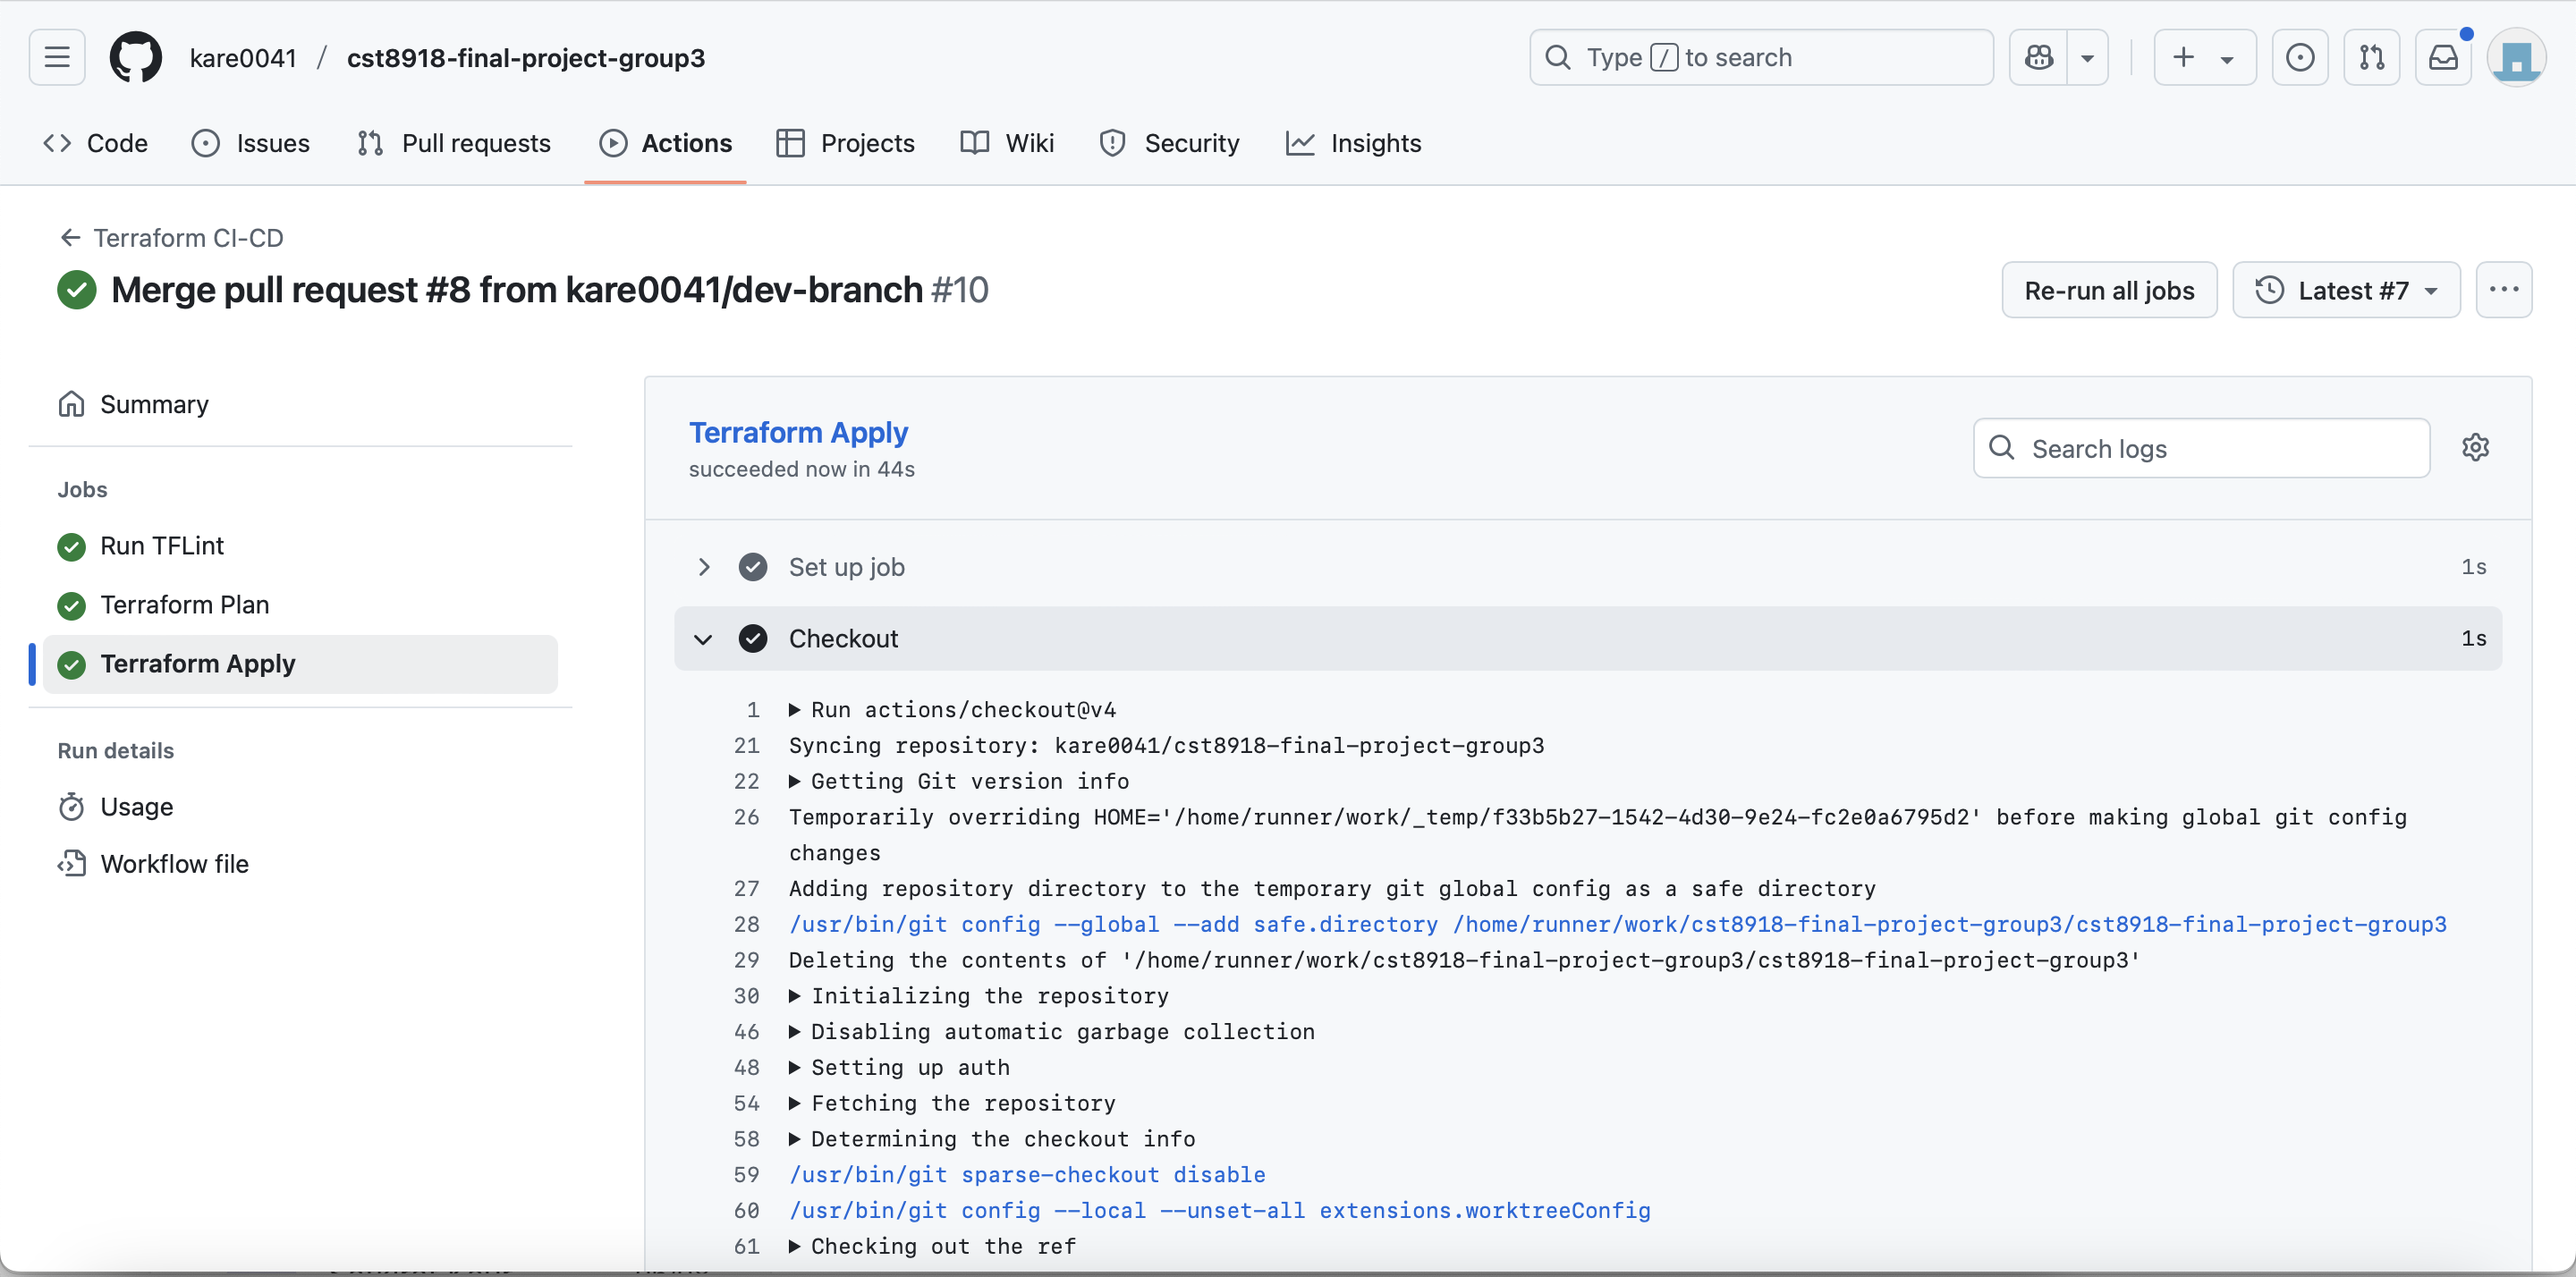 kare0041 / cst8918-final-project-group3
Type / to search
Code Issues Pull requests Actions Projects Wiki Security Insights
Terraform CI-CD
Merge pull request #8 from kare0041/dev-branch #10
Re-run all jobs
Latest #7
Summary
Jobs
Run TFLint
Terraform Plan
Terraform Apply
Run details
Usage
Workflow file
Terraform Apply
succeeded now in 44s
Search logs
Set up job 1s
Checkout 1s
1 Run actions/checkout@v4
21 Syncing repository: kare0041/cst8918-final-project-group3
22 Getting Git version info
26 Temporarily overriding HOME='/home/runner/work/_temp/f33b5b27-1542-4d30-9e24-fc2e0a6795d2' before making global git config
changes
27 Adding repository directory to the temporary git global config as a safe directory
28 /usr/bin/git config --global --add safe.directory /home/runner/work/cst8918-final-project-group3/cst8918-final-project-group3
29 Deleting the contents of '/home/runner/work/cst8918-final-project-group3/cst8918-final-project-group3'
30 Initializing the repository
46 Disabling automatic garbage collection
48 Setting up auth
54 Fetching the repository
58 Determining the checkout info
59 /usr/bin/git sparse-checkout disable
60 /usr/bin/git config --local --unset-all extensions.worktreeConfig
61 Checking out the ref